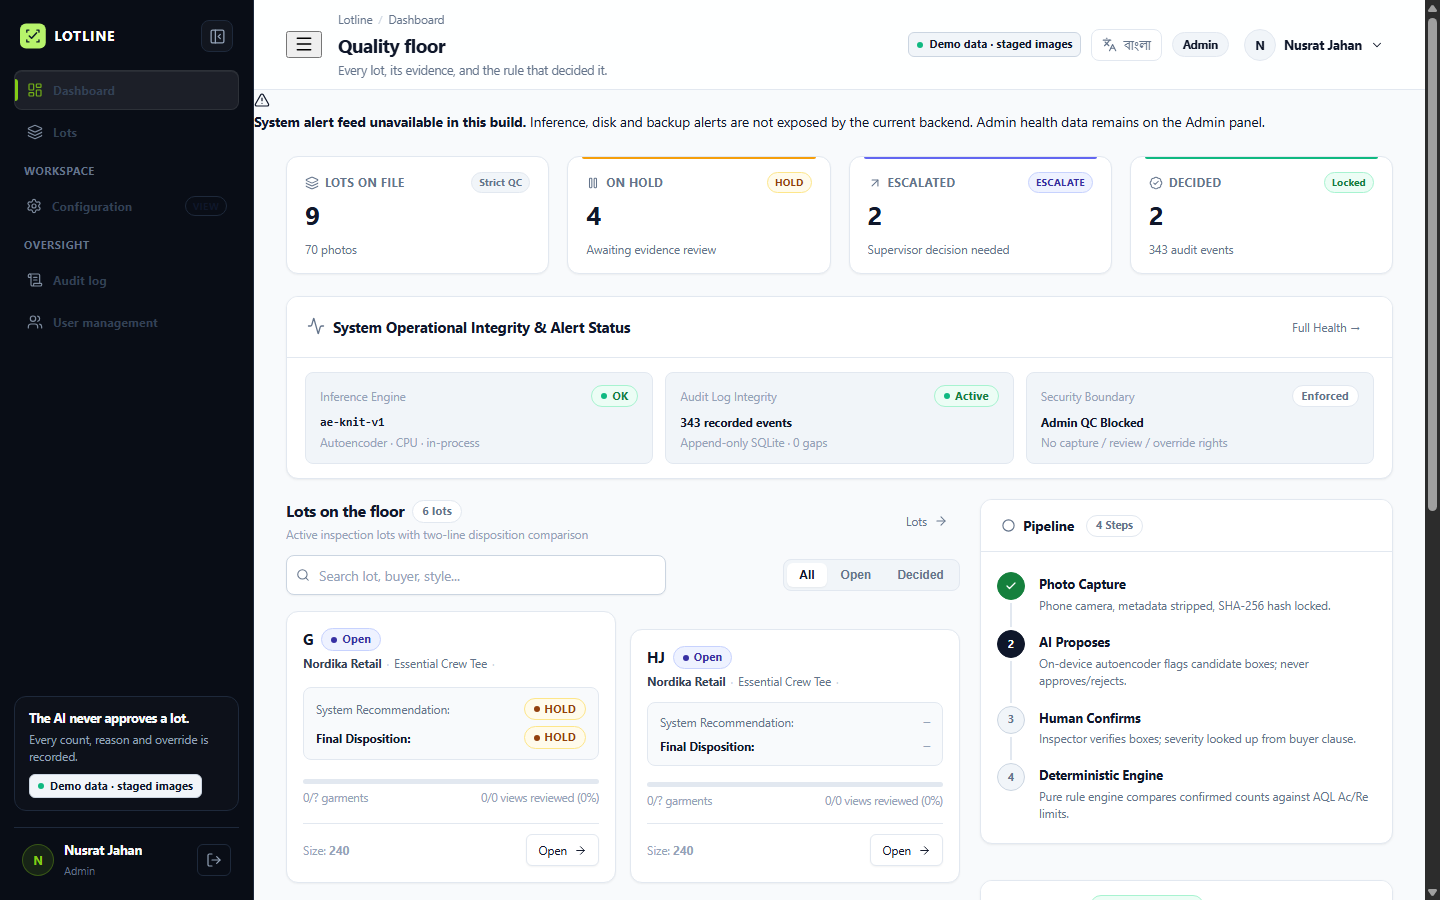 LOTLINE
Dashboard
Lots
WORKSPACE
Configuration VIEW
OVERSIGHT
Audit log
User management
The AI never approves a lot.
Every count, reason and override is
recorded.
Demo data · staged images
N
Nusrat Jahan
Admin
Lotline / Dashboard
Quality floor
Every lot, its evidence, and the rule that decided it.
Demo data · staged images
বাংলা
Admin
N Nusrat Jahan
System alert feed unavailable in this build. Inference, disk and backup alerts are not exposed by the current backend. Admin health data remains on the Admin panel.
LOTS ON FILE Strict QC
9
70 photos
ON HOLD HOLD
4
Awaiting evidence review
ESCALATED ESCALATE
2
Supervisor decision needed
DECIDED Locked
2
343 audit events
System Operational Integrity & Alert Status Full Health →
Inference Engine OK
ae-knit-v1
Autoencoder · CPU · in-process
Audit Log Integrity Active
343 recorded events
Append-only SQLite · 0 gaps
Security Boundary Enforced
Admin QC Blocked
No capture / review / override rights
Lots on the floor 6 lots
Active inspection lots with two-line disposition comparison
Lots →
Search lot, buyer, style...
All Open Decided
G Open
Nordika Retail · Essential Crew Tee ·
System Recommendation: HOLD
Final Disposition: HOLD
0/? garments 0/0 views reviewed (0%)
Size: 240 Open →
HJ Open
Nordika Retail · Essential Crew Tee ·
System Recommendation: –
Final Disposition: –
0/? garments 0/0 views reviewed (0%)
Size: 240 Open →
Pipeline 4 Steps
Photo Capture
Phone camera, metadata stripped, SHA-256 hash locked.
2 AI Proposes
On-device autoencoder flags candidate boxes; never
approves/rejects.
3 Human Confirms
Inspector verifies boxes; severity looked up from buyer clause.
4 Deterministic Engine
Pure rule engine compares confirmed counts against AQL Ac/Re
limits.